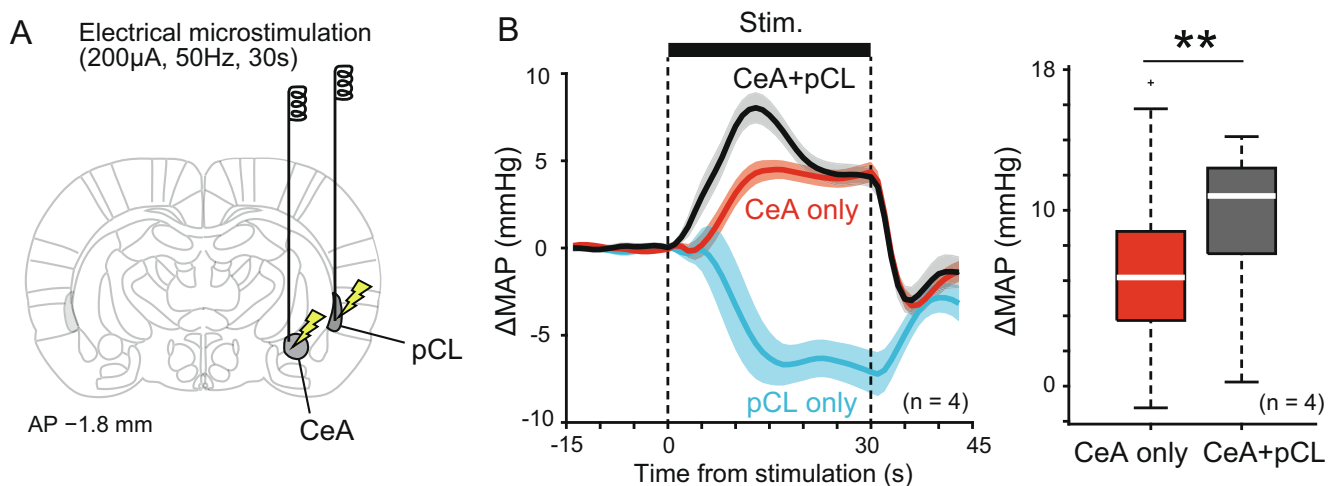 A
Electrical microstimulation
(200µA, 50Hz, 30s)
pCL
CeA
AP −1.8 mm
B
Stim.
CeA+pCL
CeA only
pCL only
(n = 4)
ΔMAP (mmHg)
10
5
0
-5
-10
-15
0
30
45
Time from stimulation (s)
**
ΔMAP (mmHg)
18
10
0
(n = 4)
CeA only
CeA+pCL